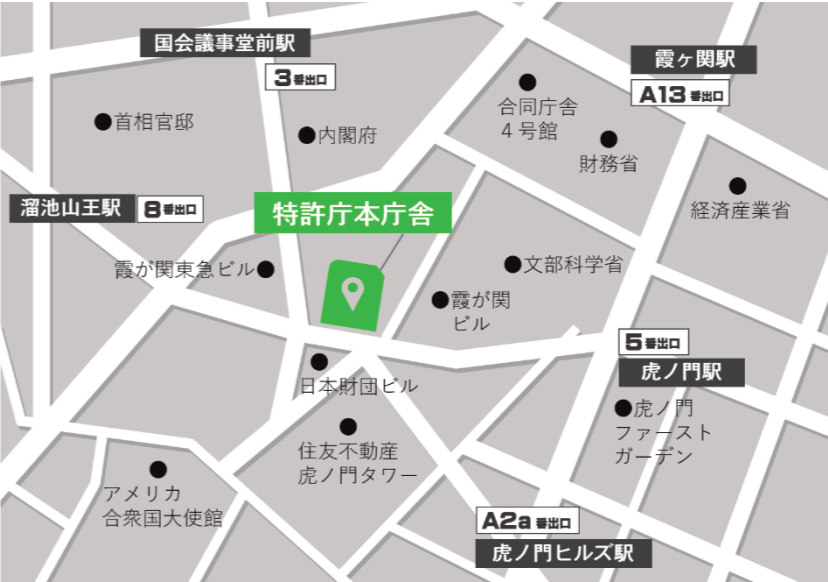 国会議事堂前駅
3番出口
霞ヶ関駅
A13番出口
首相官邸
内閣府
合同庁舎
4号館
財務省
経済産業省
溜池山王駅
8番出口
特許庁本庁舎
霞が関東急ビル
文部科学省
霞が関
ビル
5番出口
虎ノ門駅
日本財団ビル
虎ノ門
ファースト
ガーデン
住友不動産
虎ノ門タワー
アメリカ
合衆国大使館
A2a番出口
虎ノ門ヒルズ駅